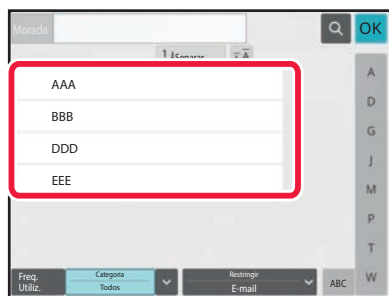 Morada
OK
1 Separar
AAA
BBB
DDD
EEE
A
D
G
J
M
P
T
W
Freq.
Utiliz.
Categoria
Todos
Restringir
E-mail
ABC